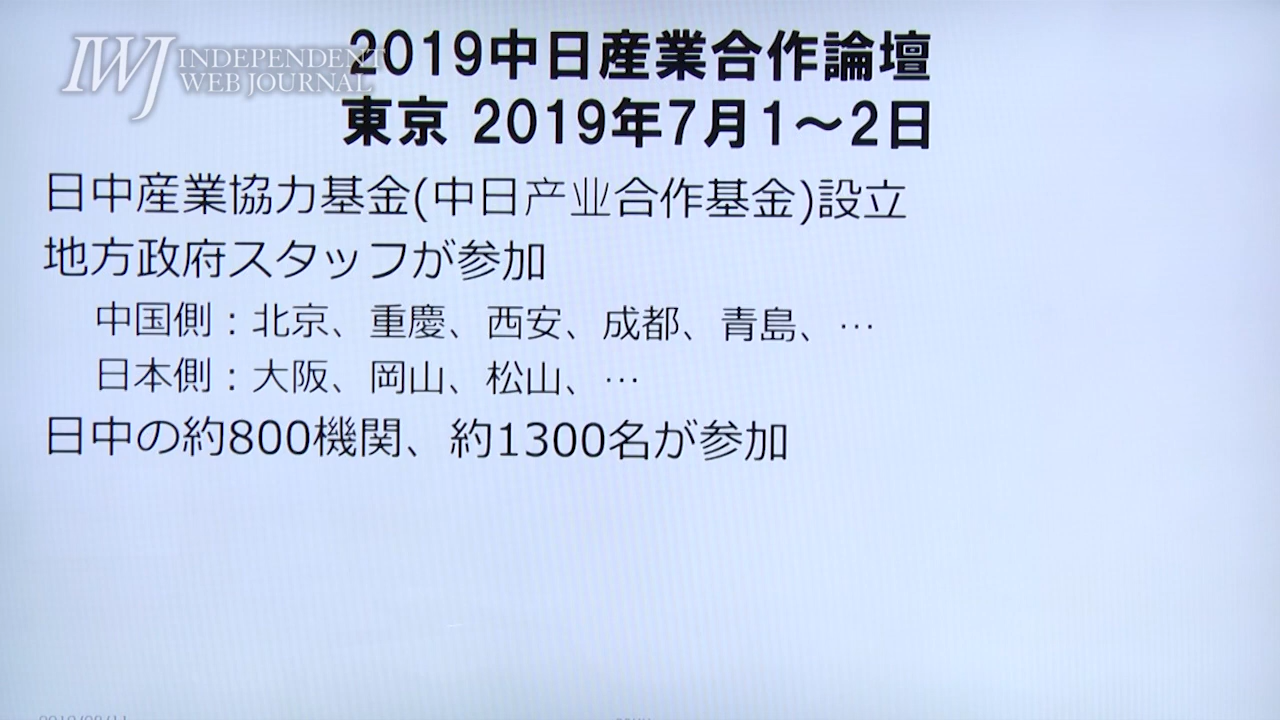 IWJ INDEPENDENT
WEB JOURNAL
2019中日産業合作論壇
東京 2019年7月1～2日
日中産業協力基金(中日产业合作基金)設立
地方政府スタッフが参加
中国側：北京、重慶、西安、成都、青島、…
日本側：大阪、岡山、松山、…
日中の約800機関、約1300名が参加